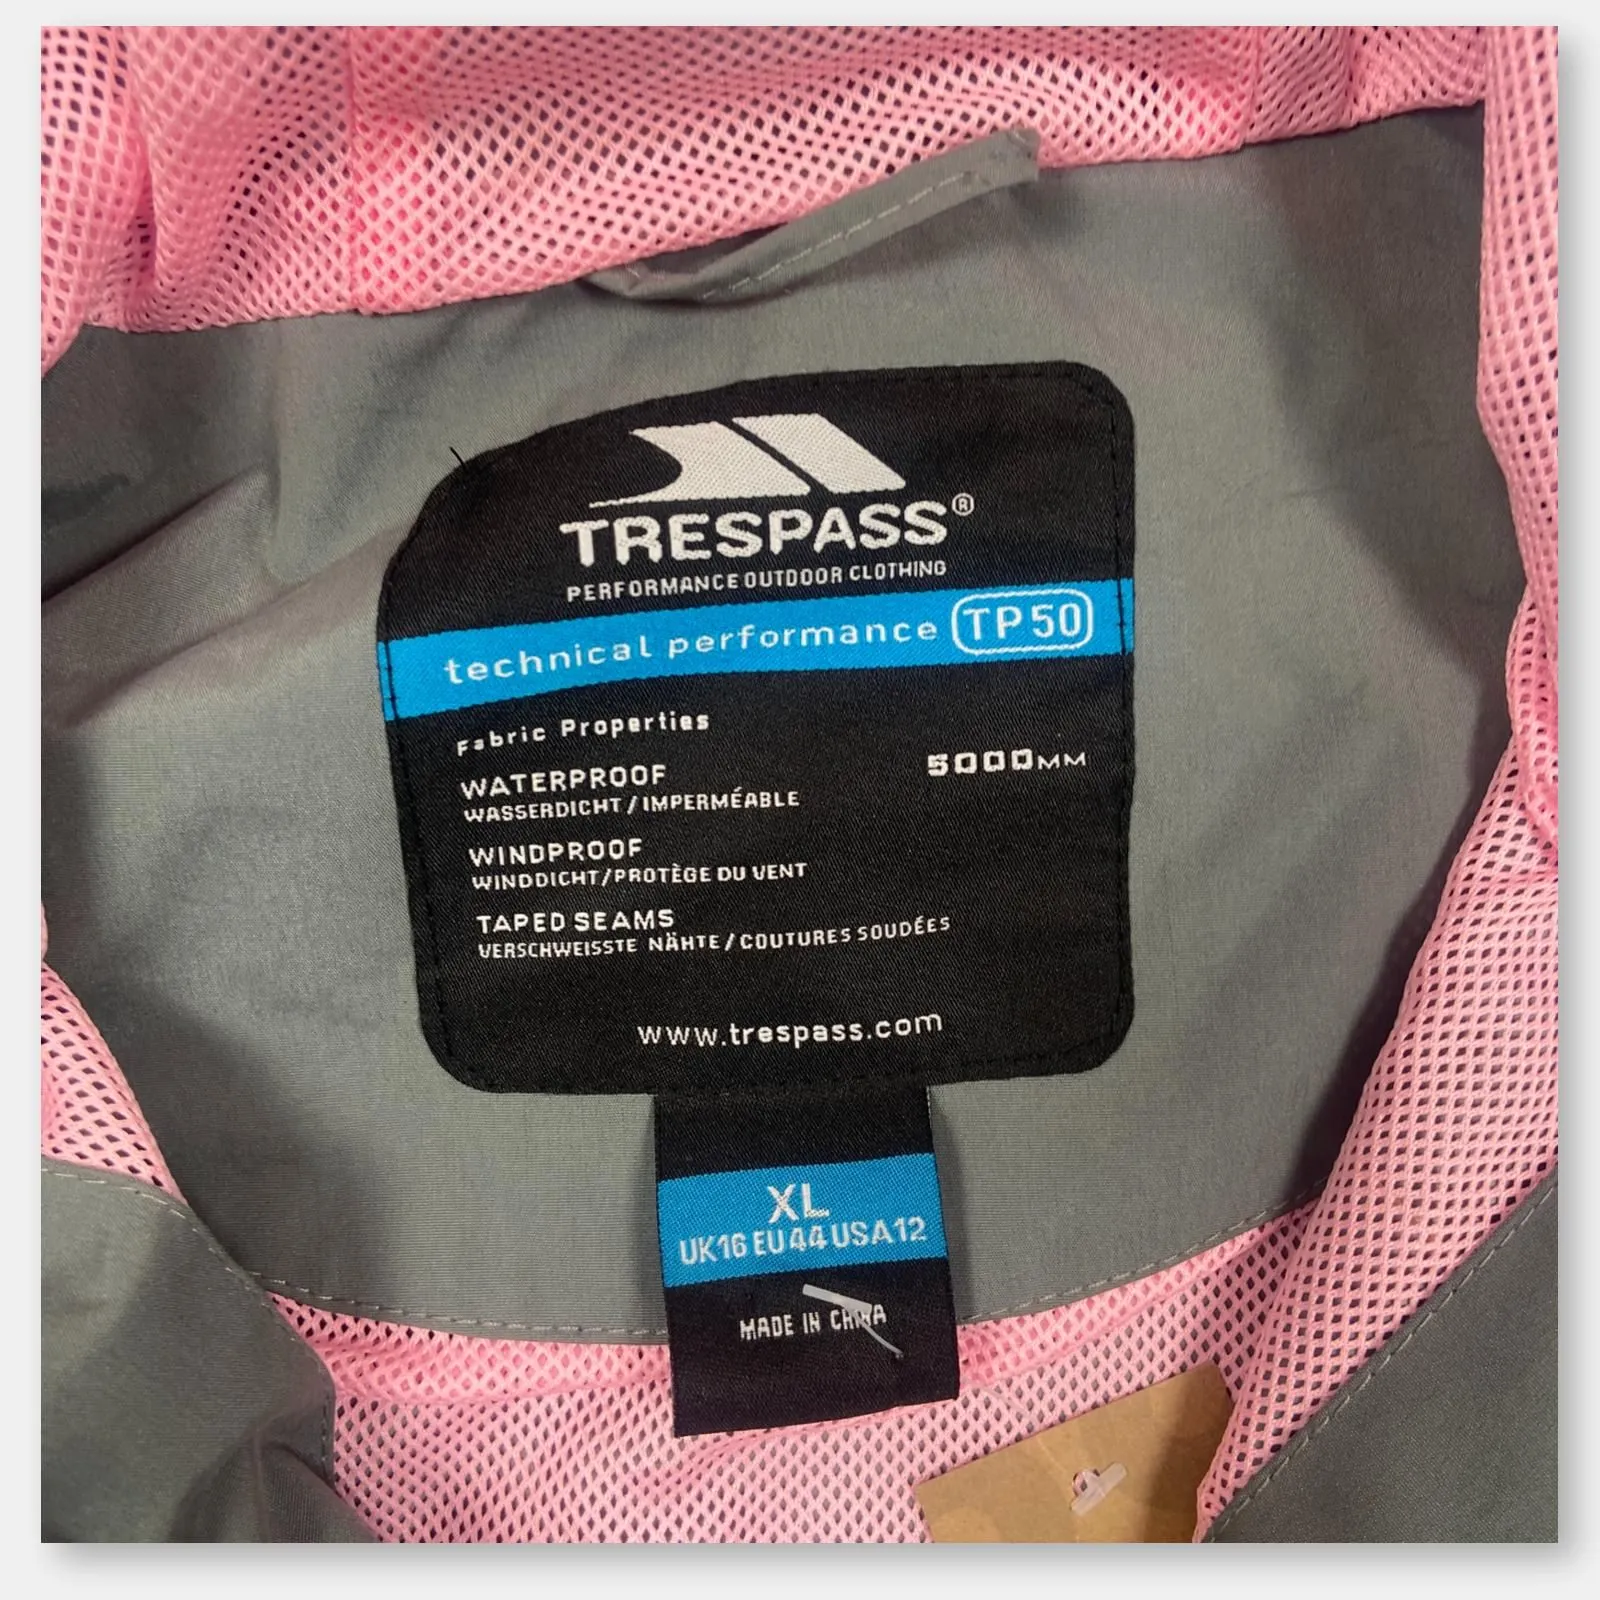 TRESPASS®
PERFORMANCE OUTDOOR CLOTHING
technical performance TP50
Fabric Properties
WATERPROOF 5000MM
WASSERDICHT / IMPERMÉABLE
WINDPROOF
WINDDICHT/PROTÈGE DU VENT
TAPED SEAMS
VERSCHWEISSTE NÄHTE / COUTURES SOUDÉES
www.trespass.com
XL
UK16 EU44 USA12
MADE IN CHINA